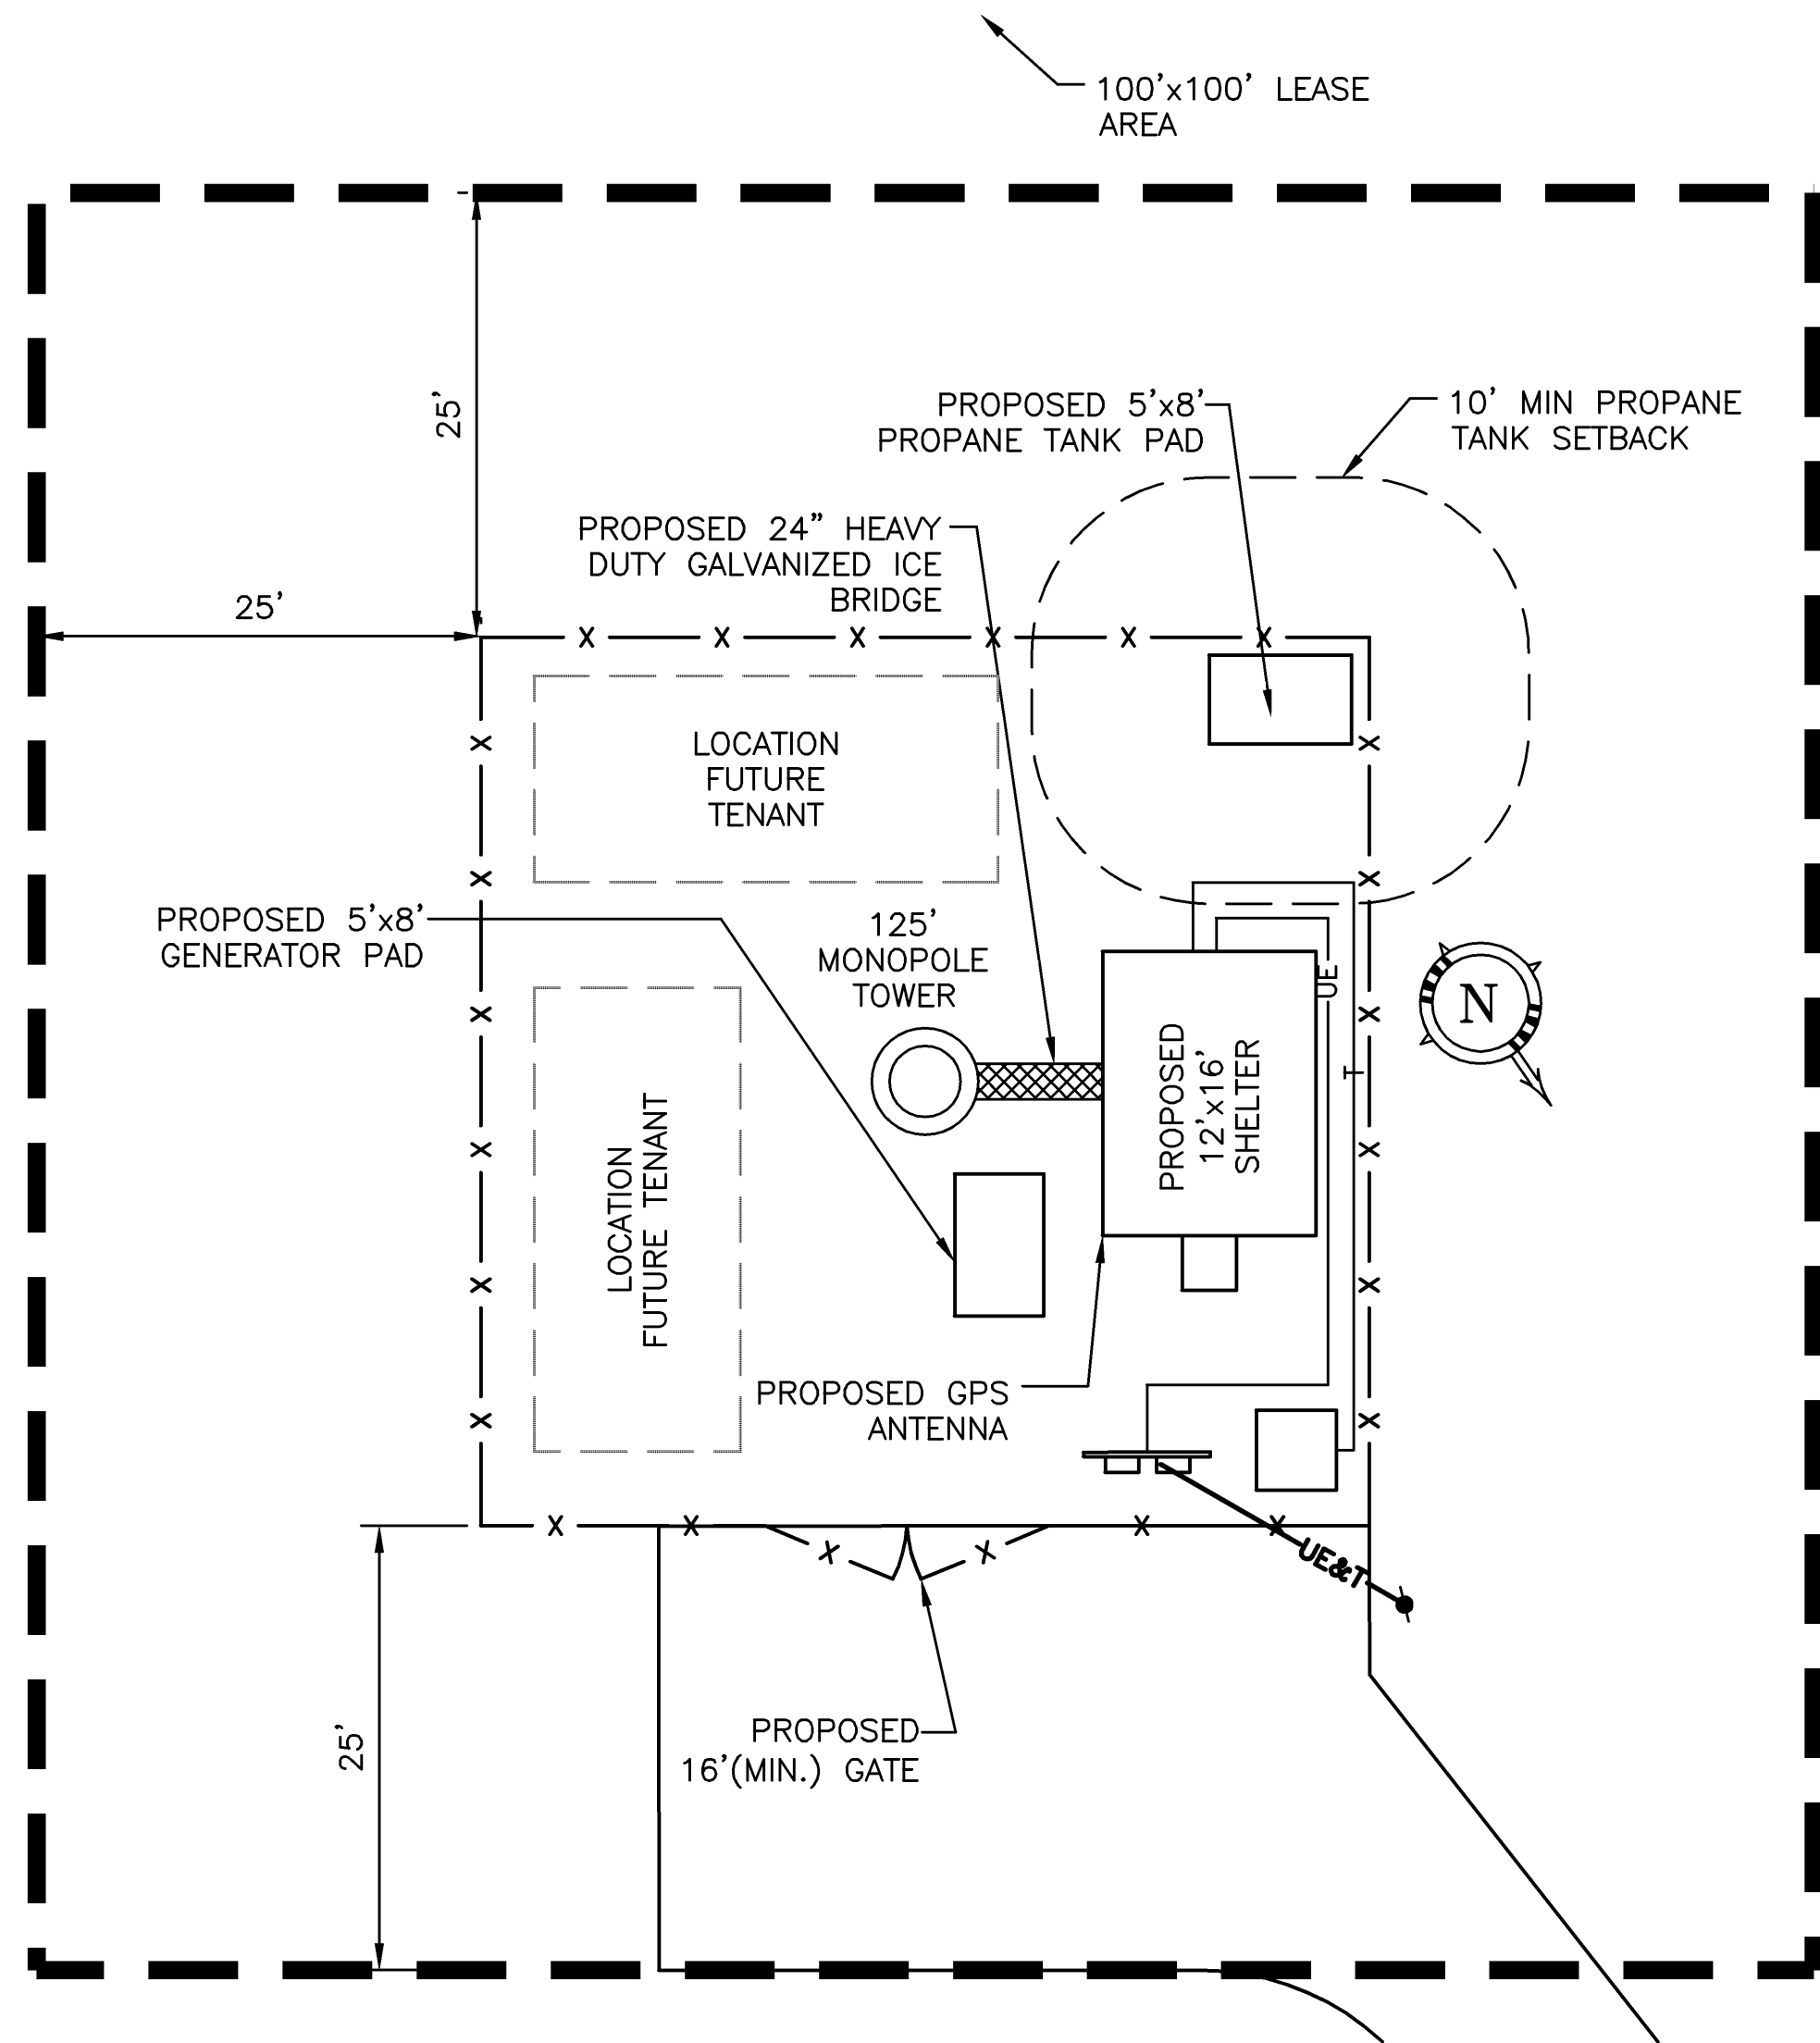 100'x100' LEASE
AREA
25'
PROPOSED 5'x8'
PROPANE TANK PAD
10' MIN PROPANE
TANK SETBACK
PROPOSED 24" HEAVY
DUTY GALVANIZED ICE
BRIDGE
25'
LOCATION
FUTURE
TENANT
PROPOSED 5'x8'
GENERATOR PAD
125'
MONOPOLE
TOWER
UE
N
PROPOSED
12'x16'
SHELTER
T
LOCATION
FUTURE TENANT
PROPOSED GPS
ANTENNA
UE&T
25'
PROPOSED
16'(MIN.) GATE